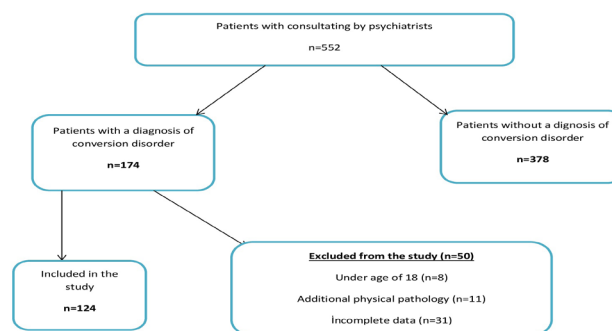 Patients with consultating by psychiatrists
n=552
Patients with a diagnosis of
conversion disorder
n=174
Patients without a dignosis of
conversion disorder
n=378
Included in the
study
n=124
Excluded from the study (n=50)
Under age of 18 (n=8)
Additional physical pathology (n=11)
İncomplete data (n=31)